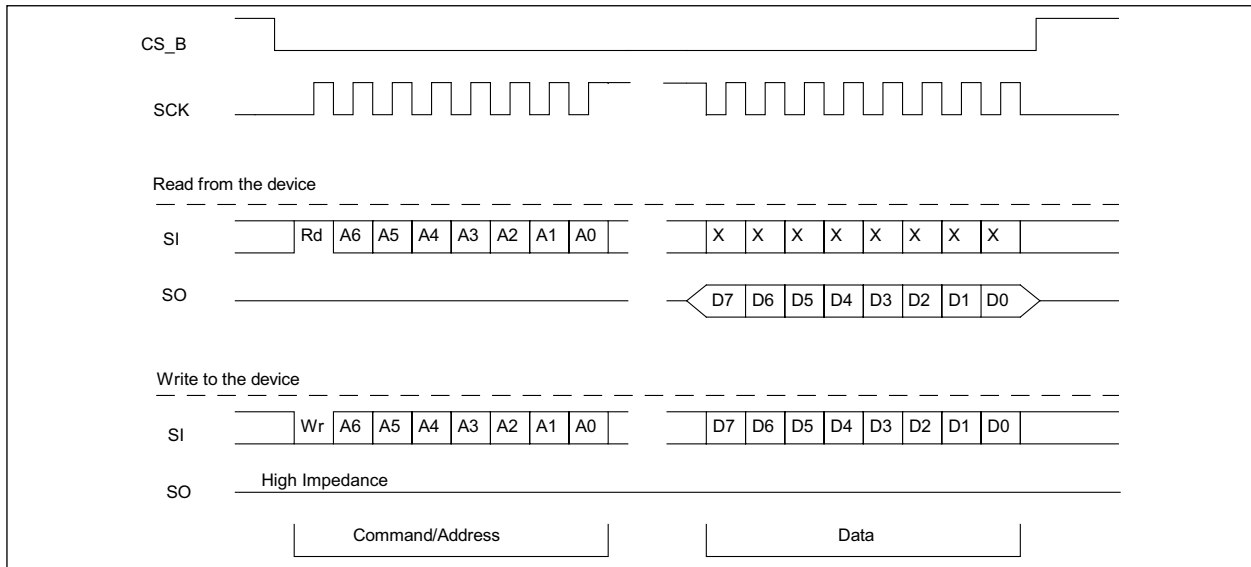 CS_B
SCK
Read from the device
SI Rd A6 A5 A4 A3 A2 A1 A0 X X X X X X X X
SO D7 D6 D5 D4 D3 D2 D1 D0
Write to the device
SI Wr A6 A5 A4 A3 A2 A1 A0 D7 D6 D5 D4 D3 D2 D1 D0
SO High Impedance
Command/Address Data